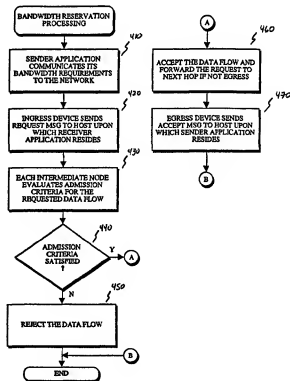 BANDWIDTH RESERVATION
PROCESSING
410
SENDER APPLICATION
COMMUNICATES ITS
BANDWIDTH REQUIREMENTS
TO THE NETWORK
420
INGRESS DEVICE SENDS
REQUEST MSG TO HOST UPON
WHICH RECEIVER
APPLICATION RESIDES
430
EACH INTERMEDIATE NODE
EVALUATES ADMISSION
CRITERIA FOR THE
REQUESTED DATA FLOW
440
ADMISSION
CRITERIA
SATISFIED
?
Y
A
N
450
REJECT THE DATA FLOW
B
END
A
460
ACCEPT THE DATA FLOW AND
FORWARD THE REQUEST TO
NEXT HOP IF NOT EGRESS
470
EGRESS DEVICE SENDS
ACCEPT MSG TO HOST UPON
WHICH SENDER APPLICATION
RESIDES
B